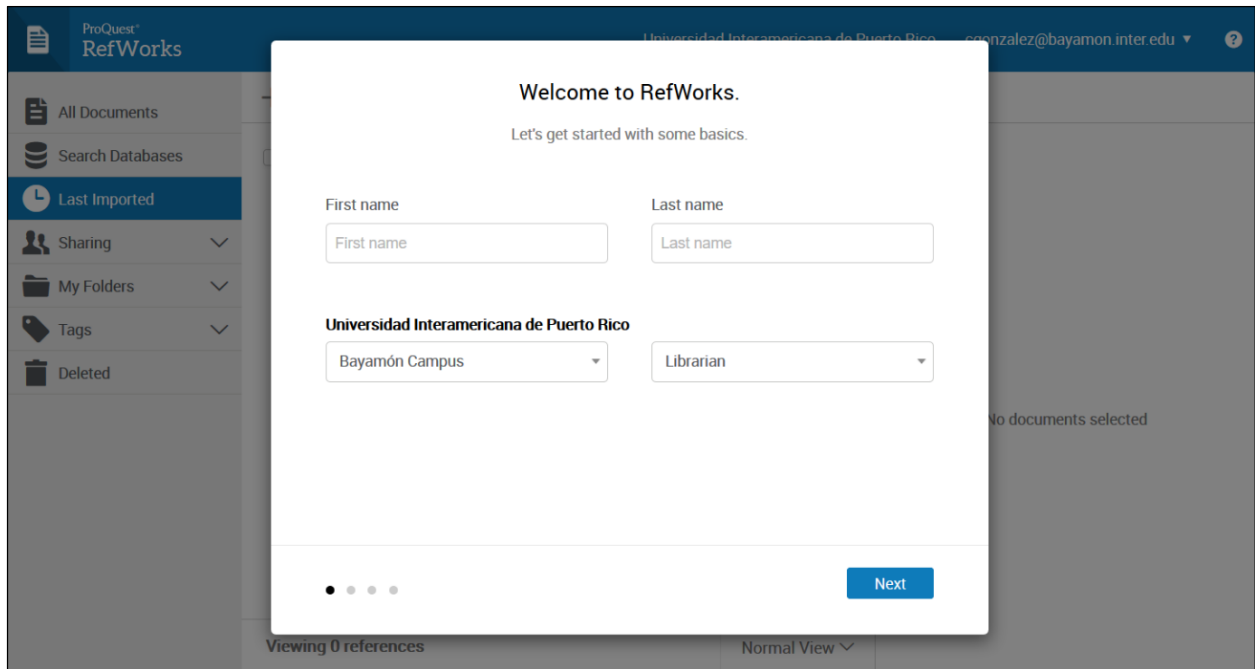 ProQuest®
RefWorks
Universidad Interamericana de Puerto Rico cgonzalez@bayamon.inter.edu ▼ ?
All Documents
Search Databases
Last Imported
Sharing
My Folders
Tags
Deleted
Welcome to RefWorks.
Let's get started with some basics.
First name Last name
First name Last name
Universidad Interamericana de Puerto Rico
Bayamón Campus Librarian
Next
No documents selected
Viewing 0 references Normal View